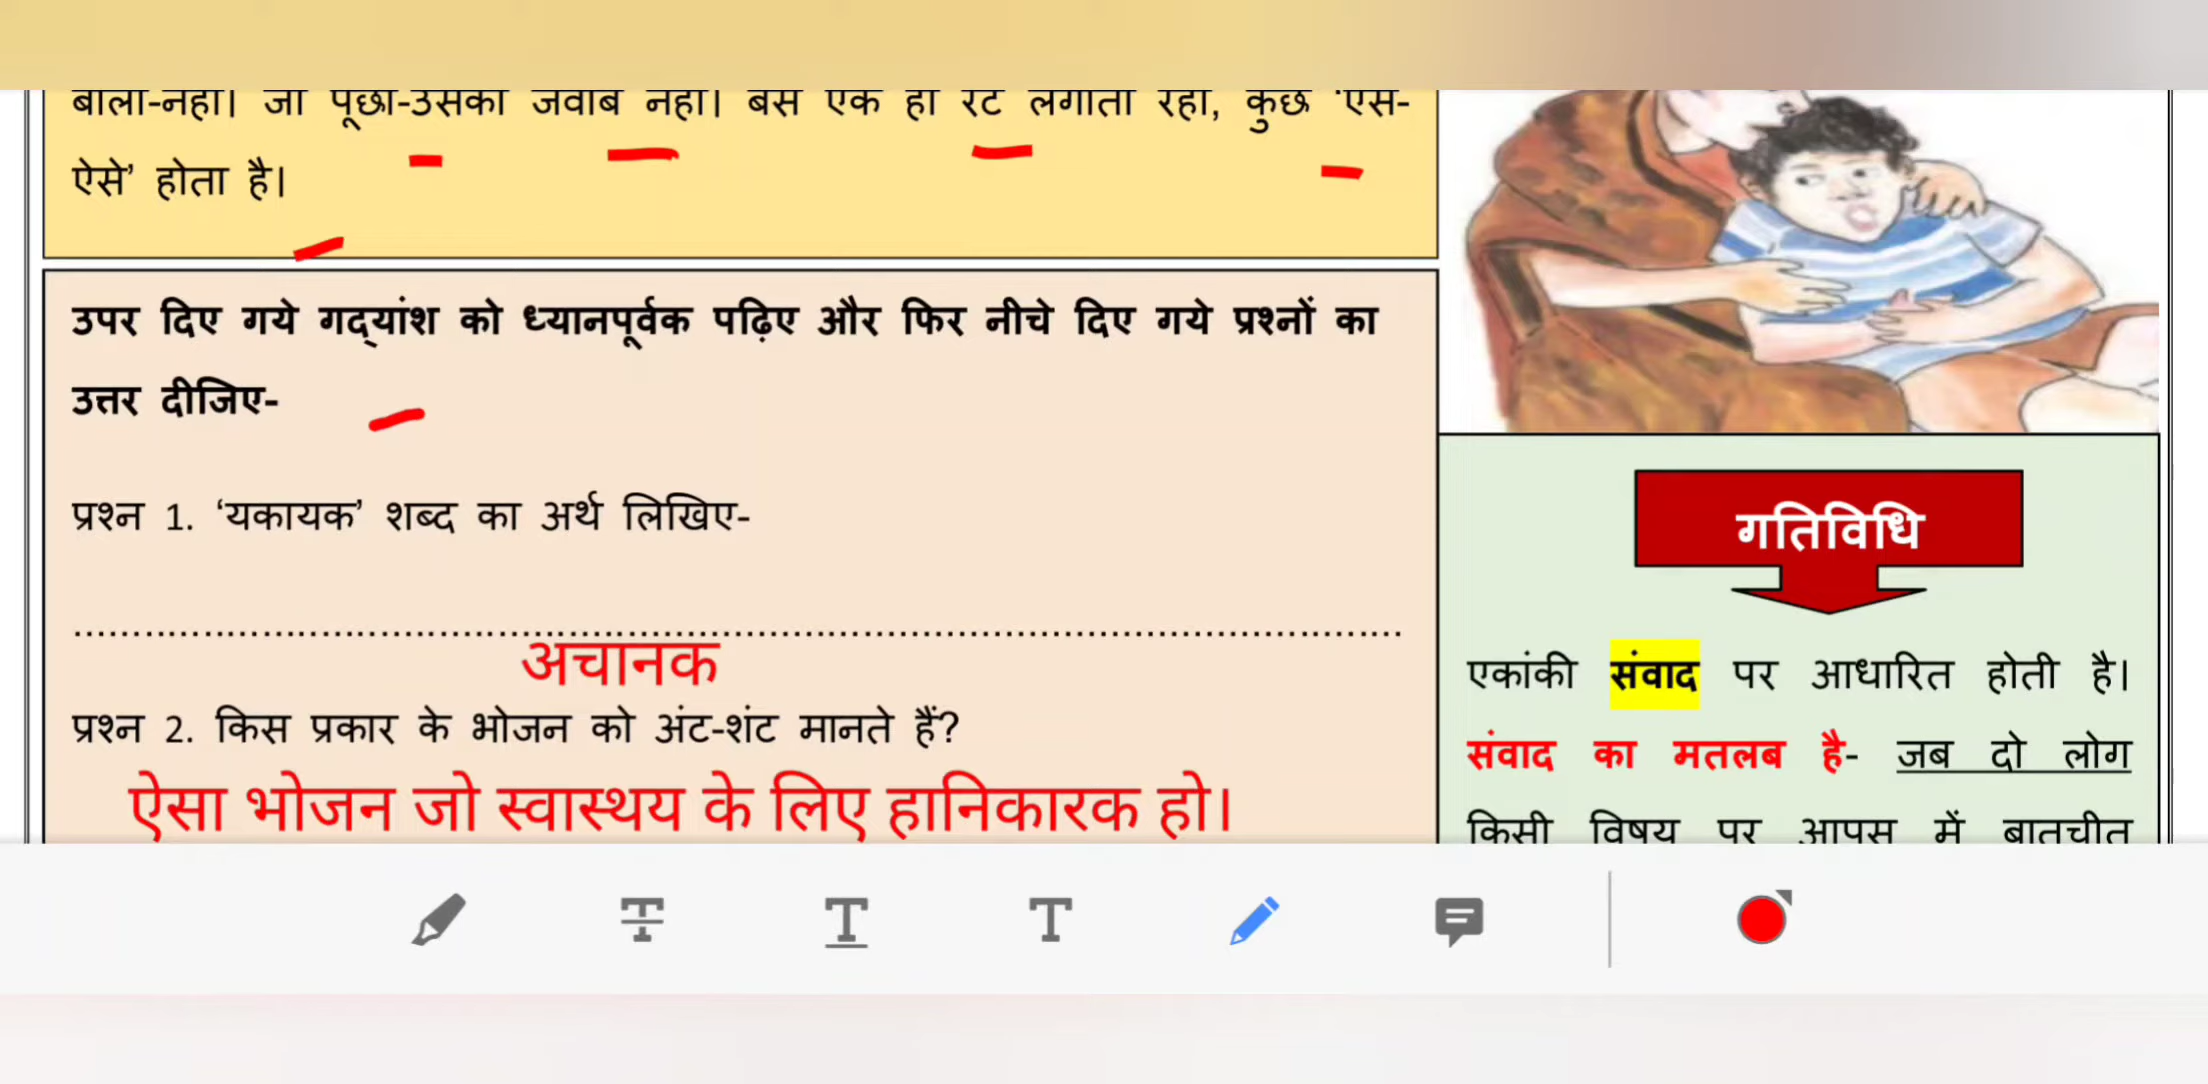 बोला-नहीं। जो पूछा-उसका जवाब नहीं। बस एक ही रट लगाता रहा, कुछ 'ऐसे-
ऐसे’ होता है।
उपर दिए गये गद्यांश को ध्यानपूर्वक पढ़िए और फिर नीचे दिए गये प्रश्नों का
उत्तर दीजिए-
प्रश्न 1. ‘यकायक’ शब्द का अर्थ लिखिए-
अचानक
प्रश्न 2. किस प्रकार के भोजन को अंट-शंट मानते हैं?
ऐसा भोजन जो स्वास्थय के लिए हानिकारक हो।
गतिविधि
एकांकी संवाद पर आधारित होती है।
संवाद का मतलब है- जब दो लोग
किसी विषय पर आपस में बातचीत